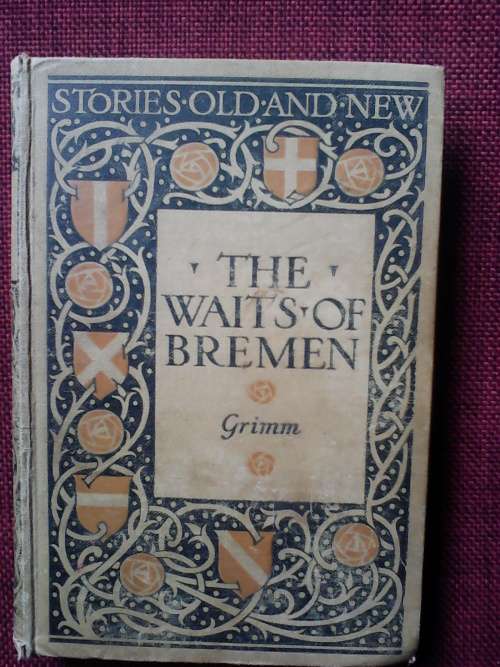 STORIES·OLD·AND·NEW
THE
WAITS·OF
BREMEN
Grimm